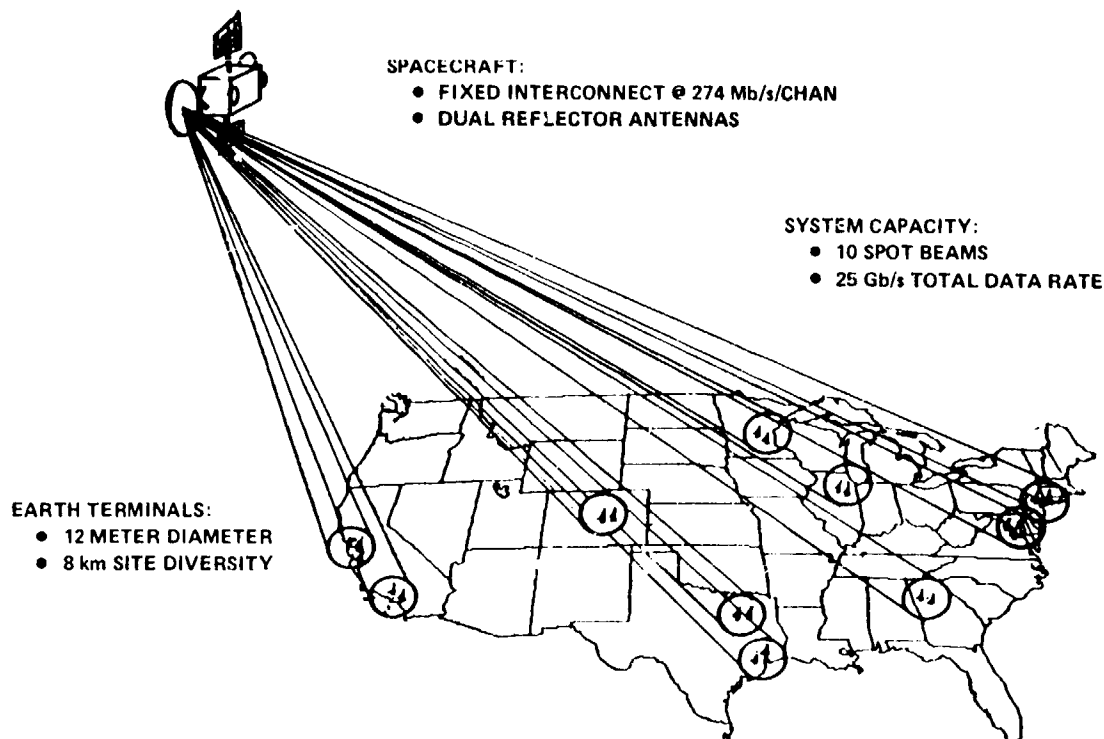 SPACECRAFT:
● FIXED INTERCONNECT @ 274 Mb/s/CHAN
● DUAL REFLECTOR ANTENNAS
SYSTEM CAPACITY:
● 10 SPOT BEAMS
● 25 Gb/s TOTAL DATA RATE
EARTH TERMINALS:
● 12 METER DIAMETER
● 8 km SITE DIVERSITY